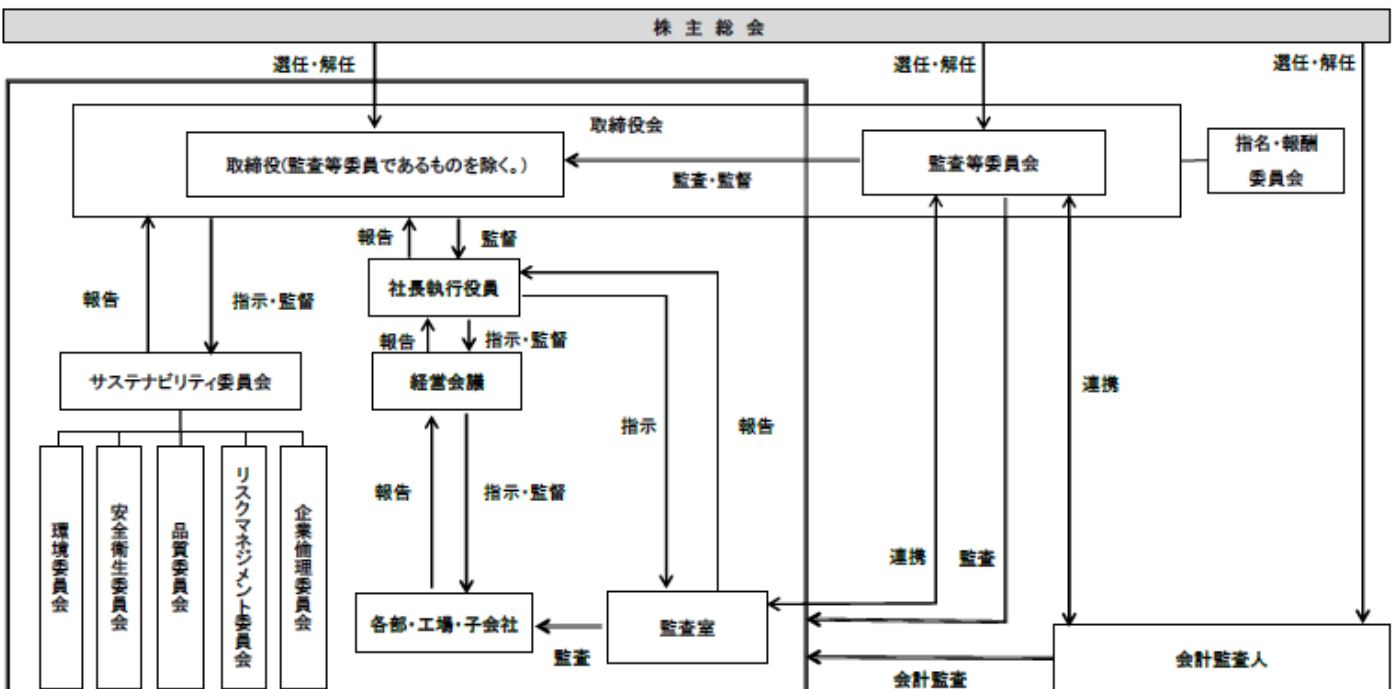 株主総会
選任・解任
選任・解任
選任・解任
取締役会
取締役(監査等委員であるものを除く。)
監査・監督
監査等委員会
指名・報酬
委員会
報告
監督
社長執行役員
報告
指示・監督
報告
指示・監督
サステナビリティ委員会
経営会議
連携
指示
報告
報告
指示・監督
環境委員会
安全衛生委員会
品質委員会
リスクマネジメント委員会
企業倫理委員会
連携
監査
各部・工場・子会社
監査
監査室
会計監査
会計監査人